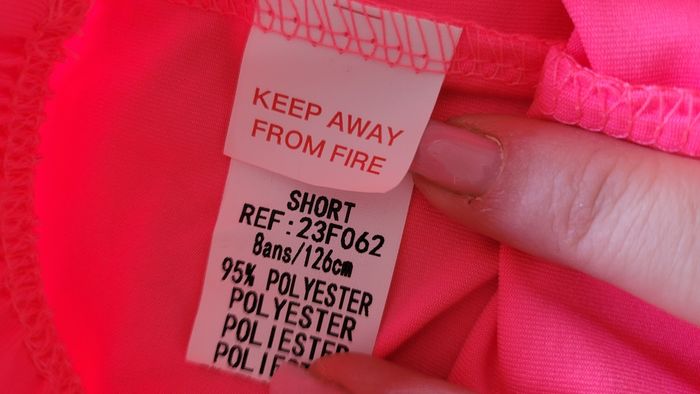 KEEP AWAY
FROM FIRE
SHORT
REF:23F062
8ans/126cm
95% POLYESTER
POLYESTER
POLIESTER